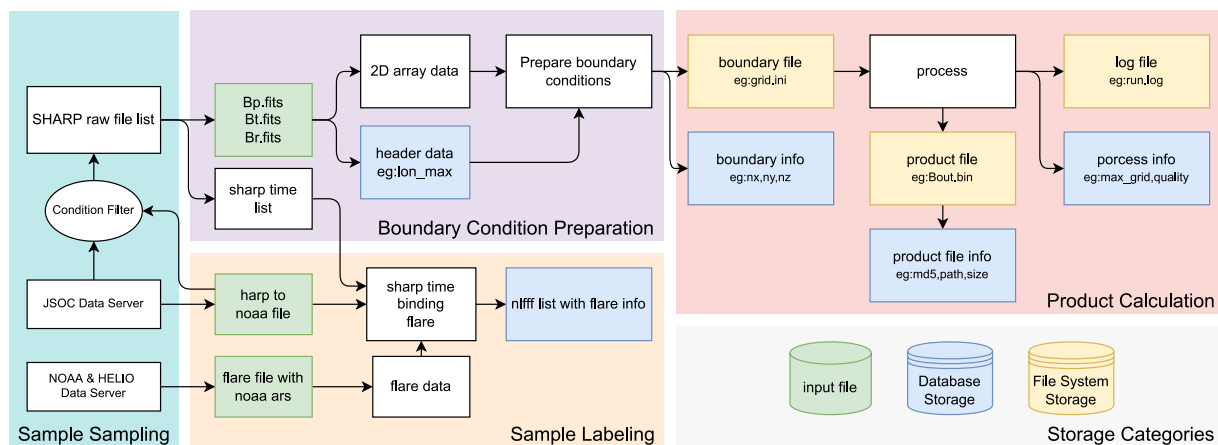 SHARP raw file list
Condition Filter
JSOC Data Server
NOAA & HELIO
Data Server
Sample Sampling
Bp.fits
Bt.fits
Br.fits
2D array data
Prepare boundary
conditions
header data
eg:lon_max
sharp time
list
Boundary Condition Preparation
harp to
noaa file
sharp time
binding
flare
nlfff list with flare info
flare file with
noaa ars
flare data
Sample Labeling
boundary file
eg:grid.ini
process
log file
eg:run.log
boundary info
eg:nx,ny,nz
product file
eg:Bout.bin
porcess info
eg:max_grid,quality
product file info
eg:md5,path,size
Product Calculation
input file
Database
Storage
File System
Storage
Storage Categories